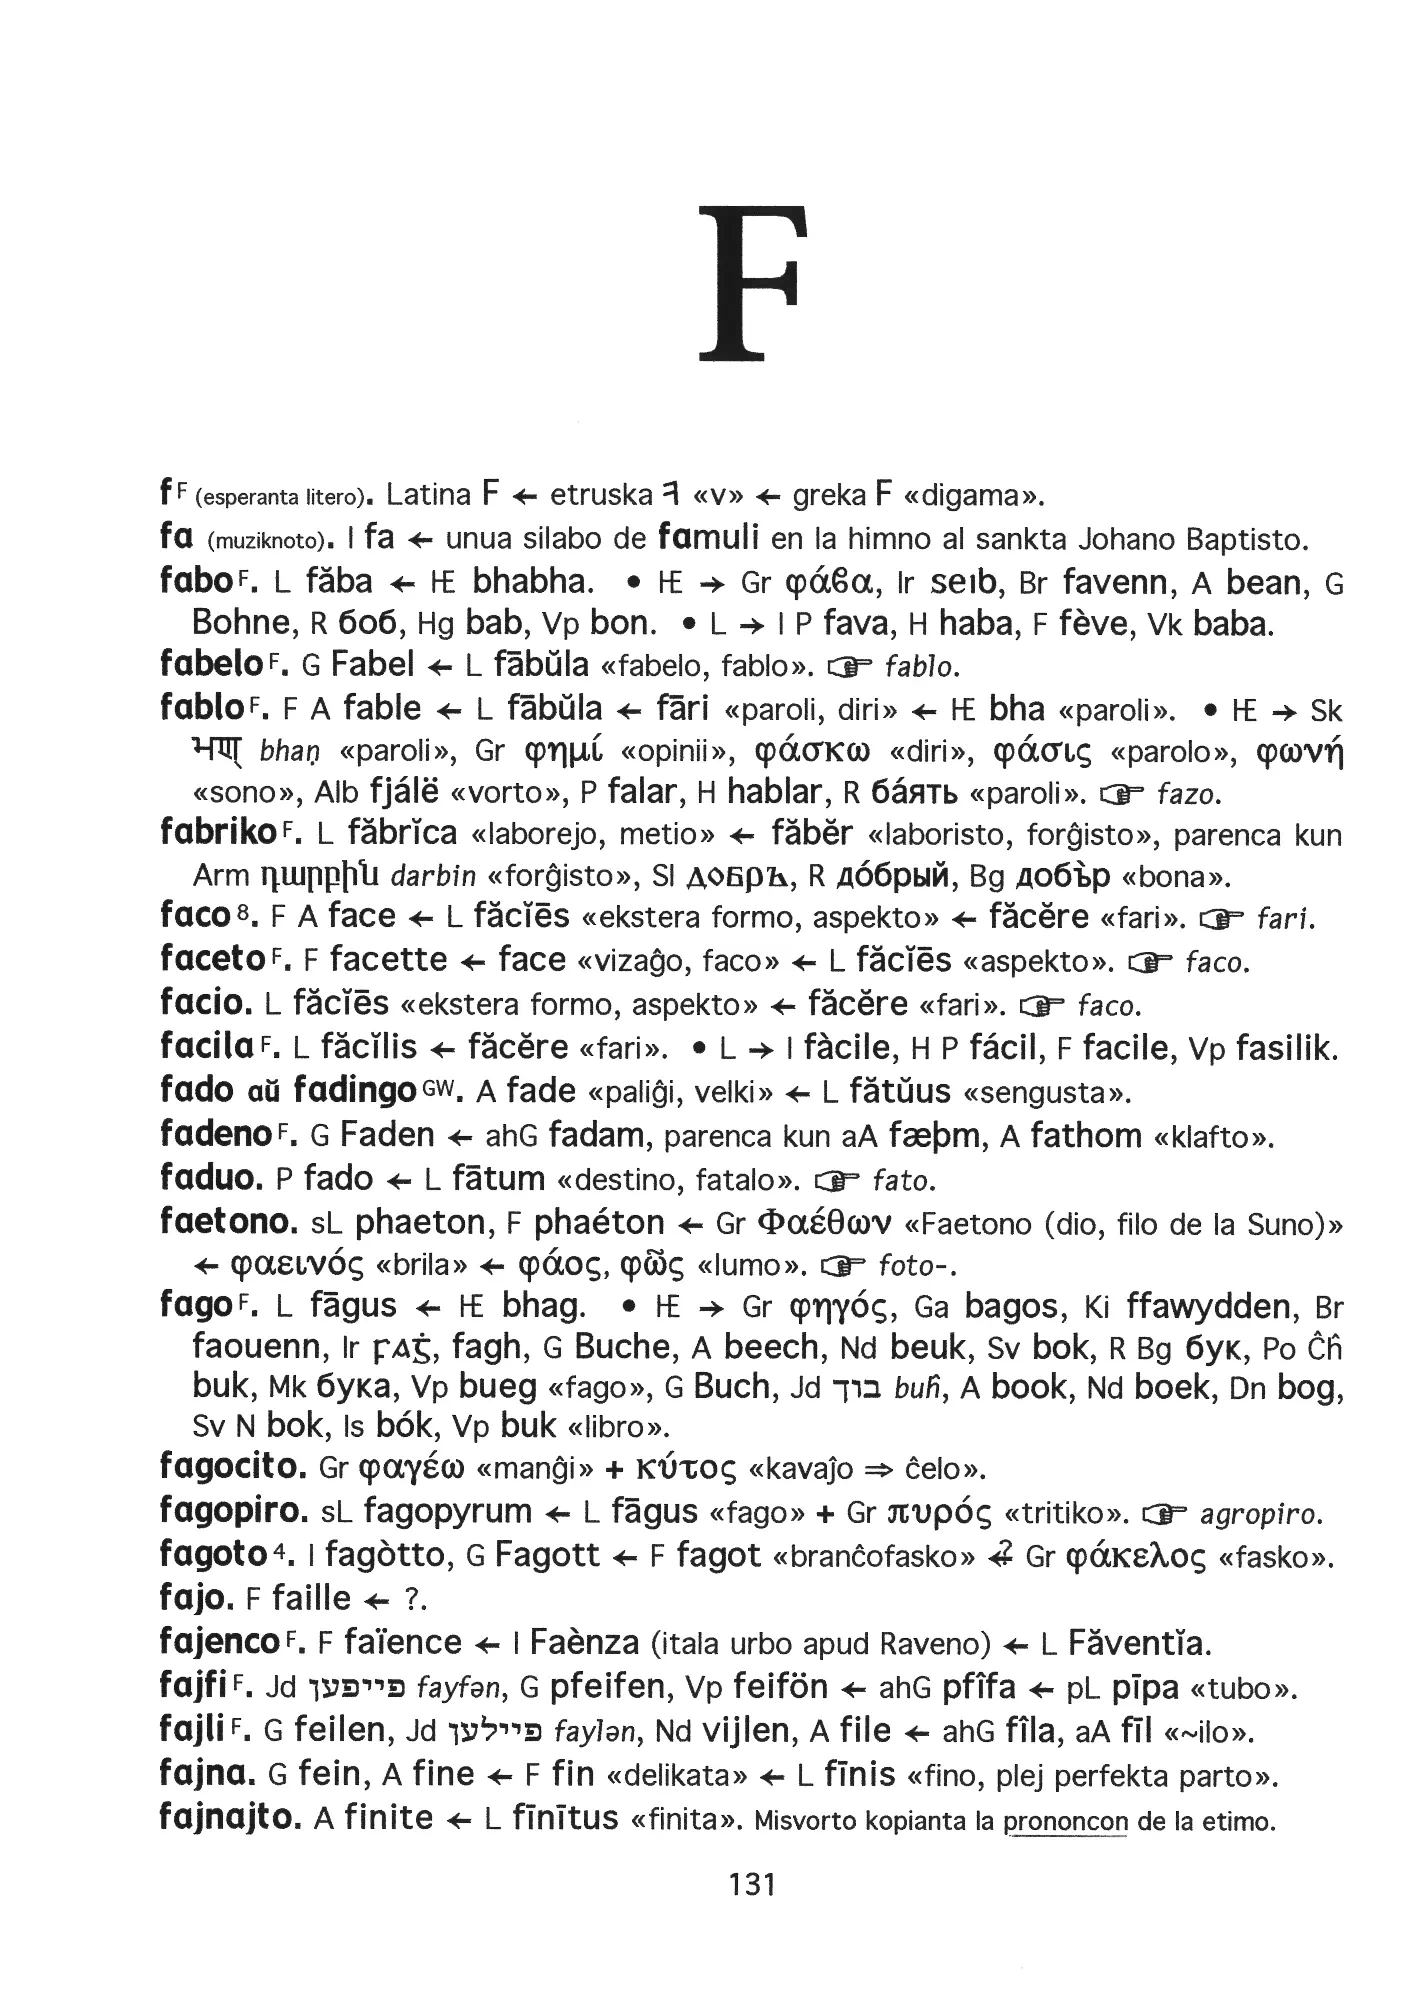 F
f F (esperanta litero). Latina F ← etruska «v» ← greka F «digama».
fa (muziknoto). I fa ← unua silabo de famuli en la himno al sankta Johano Baptisto.
fabo F. L făba ← IE bhabha. • IE → Gr φάϐα, Ir seıb, Br favenn, A bean, G
Bohne, R боб, Hg bab, Vp bon. • L → I P fava, H haba, F fève, Vk baba.
fabelo F. G Fabel ← L fābŭla «fabelo, fablo». ☞ fablo.
fablo F. F A fable ← L fābŭla ← fāri «paroli, diri» ← IE bha «paroli». • IE → Sk
भण् bhaṇ «paroli», Gr φημί «opinii», φάσκω «diri», φάσις «parolo», φωνή
«sono», Alb fjálë «vorto», P falar, H hablar, R бáять «paroli». ☞ fazo.
fabriko F. L făbrĭca «laborejo, metio» ← făbĕr «laboristo, forĝisto», parenca kun
Arm դարբին darbin «forĝisto», Sl добръ, R дóбрый, Bg добъ̀р «bona».
faco 8. F A face ← L făcĭēs «ekstera formo, aspekto» ← făcĕre «fari». ☞ fari.
faceto F. F facette ← face «vizaĝo, faco» ← L făcĭēs «aspekto». ☞ faco.
facio. L făcĭēs «ekstera formo, aspekto» ← făcĕre «fari». ☞ faco.
facila F. L făcĭlis ← făcĕre «fari». • L → I fàcile, H P fácil, F facile, Vp fasilik.
fado aŭ fadingo GW. A fade «paliĝi, velki» ← L fătŭus «sengusta».
fadeno F. G Faden ← ahG fadam, parenca kun aA fæþm, A fathom «klafto».
faduo. P fado ← L fātum «destino, fatalo». ☞ fato.
faetono. sL phaeton, F phaéton ← Gr Φαέθων «Faetono (dio, filo de la Suno)»
← φαεινός «brila» ← φάος, φῶς «lumo». ☞ foto-.
fago F. L fāgus ← IE bhag. • IE → Gr φηγός, Ga bagos, Ki ffawydden, Br
faouenn, Ir ꝼaġ, fagh, G Buche, A beech, Nd beuk, Sv bok, R Bg бук, Po Ĉĥ
buk, Mk бука, Vp bueg «fago», G Buch, Jd בוך buĥ, A book, Nd boek, Dn bog,
Sv N bok, Is bók, Vp buk «libro».
fagocito. Gr φαγέω «manĝi» + κύτος «kavaĵo ⇒ ĉelo».
fagopiro. sL fagopyrum ← L fāgus «fago» + Gr πυρός «tritiko». ☞ agropiro.
fagoto 4. I fagòtto, G Fagott ← F fagot «branĉofasko» ←? Gr φάκελος «fasko».
fajo. F faille ← ?.
fajenco F. F faïence ← I Faènza (itala urbo apud Raveno) ← L Făventĭa.
fajfi F. Jd פייפען fayfən, G pfeifen, Vp feifön ← ahG pfîfa ← pL pīpa «tubo».
fajli F. G feilen, Jd פיילען faylən, Nd vijlen, A file ← ahG fîla, aA fīl «~ilo».
fajna. G fein, A fine ← F fin «delikata» ← L fīnis «fino, plej perfekta parto».
fajnajto. A finite ← L fīnītus «finita». Misvorto kopianta la prononcon de la etimo.
131